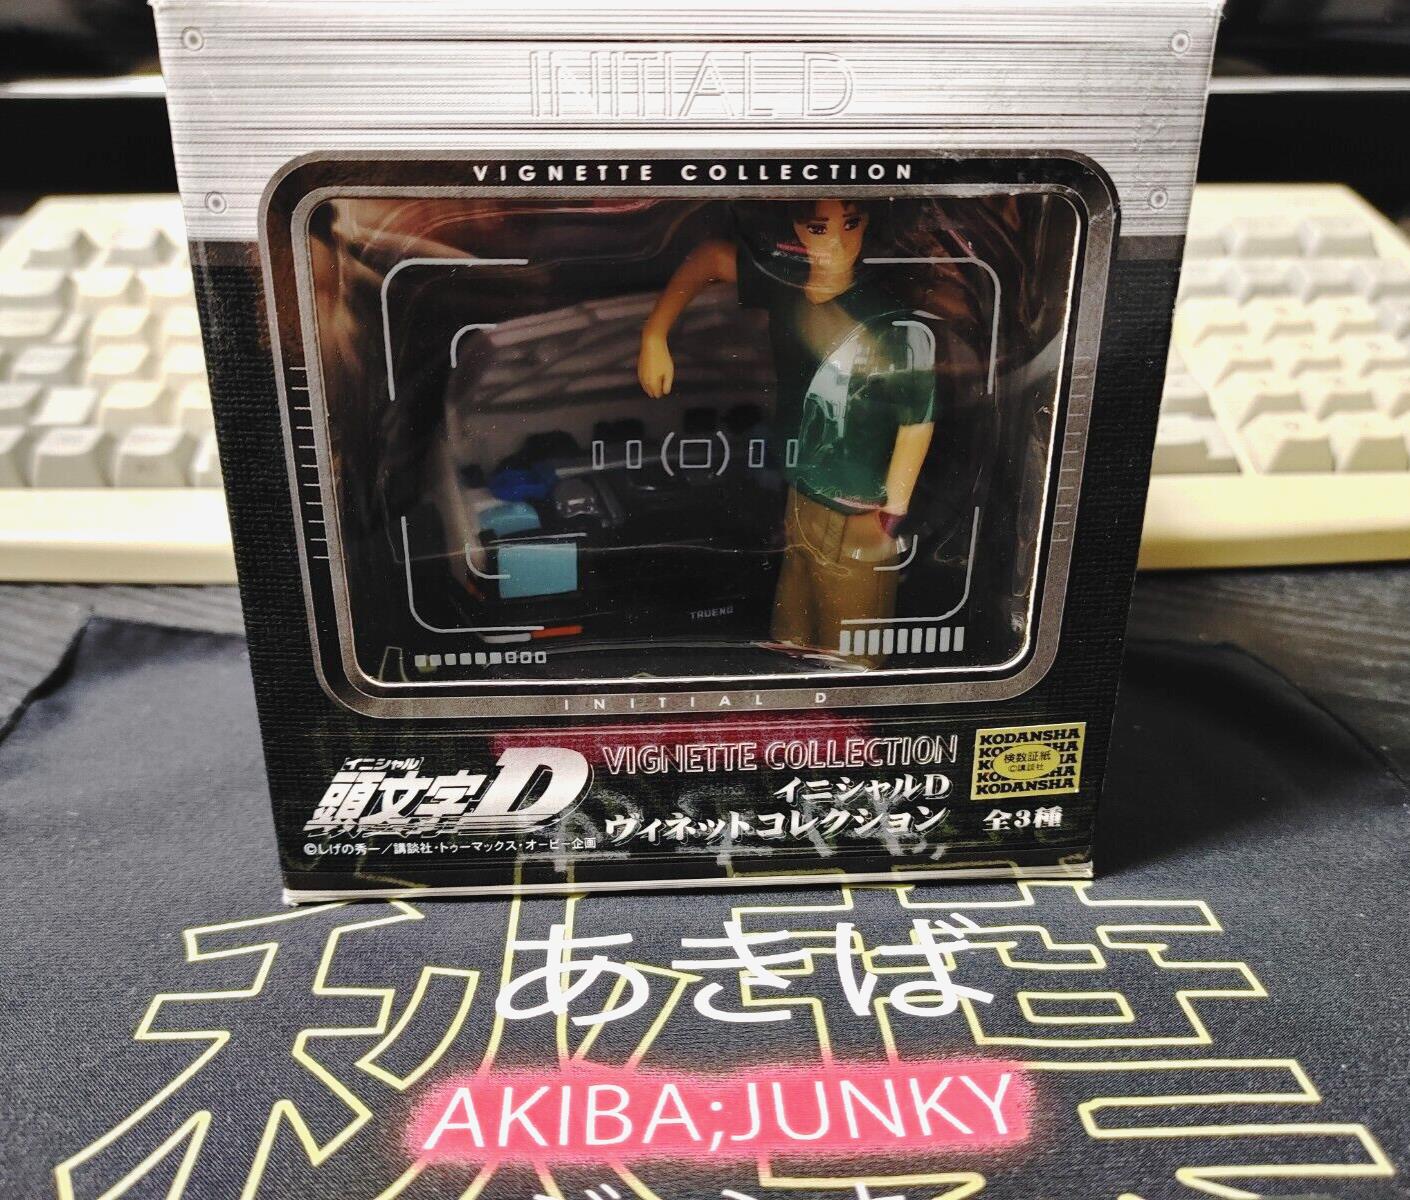 INITIAL D
VIGNETTE COLLECTION
TRUENO
INITIAL D
イニシャル
頭文字D
VIGNETTE COLLECTION
イニシャルD
ヴィネットコレクション
全3種
KODANSHA
検数証紙
©講談社
KODANSHA
©しげの秀一/講談社・トゥーマックス・オービー企画
あきば
AKIBA;JUNKY